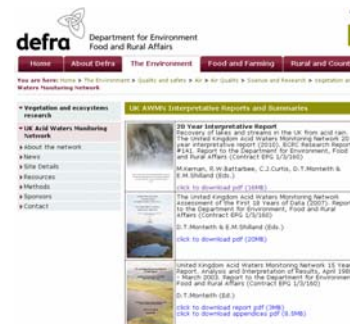 defra
Department for Environment
Food and Rural Affairs
Home
About Defra
The Environment
Food and Farming
Rural and Count
You are here: Home > The Environment > Quality and safety > Air > Air Quality > Science and Research > Vegetation and
Waters Monitoring Network
Vegetation and ecosystems
research
UK Acid Waters Monitoring
Network
About the network
News
Site Details
Resources
Methods
Sponsors
Contact
UK AWMN Interpretative Reports and Summaries
20 Year Interpretative Report
Recovery of lakes and streams in the UK from acid rain.
The United Kingdom Acid Waters Monitoring Network 20
year interpretative report (2010). ECRC Research Report
#141. Report to the Department for Environment, Food
and Rural Affairs (Contract EPG 1/3/160)
M.Kernan, R.W.Battarbee, C.J.Curtis, D.T.Monteith &
E.M.Shilland (Eds.)
click to download pdf (16MB)
The United Kingdom Acid Waters Monitoring Network
Assessment of the First 18 Years of Data (2007). Report
to the Department for Environment, Food and Rural
Affairs (Contract EPG 1/3/160)
D.T.Monteith & E.M.Shilland (Eds.)
click to download pdf (20MB)
United Kingdom Acid Waters Monitoring Network 15 Year
Report. Analysis and Interpretation of Results, April 1988
- March 2003. Report to the Department for Environment
Food and Rural Affairs (Contract EPG 1/3/160)
D.T.Monteith (Ed.)
click to download report pdf (3MB)
click to download appendices pdf (8.5MB)